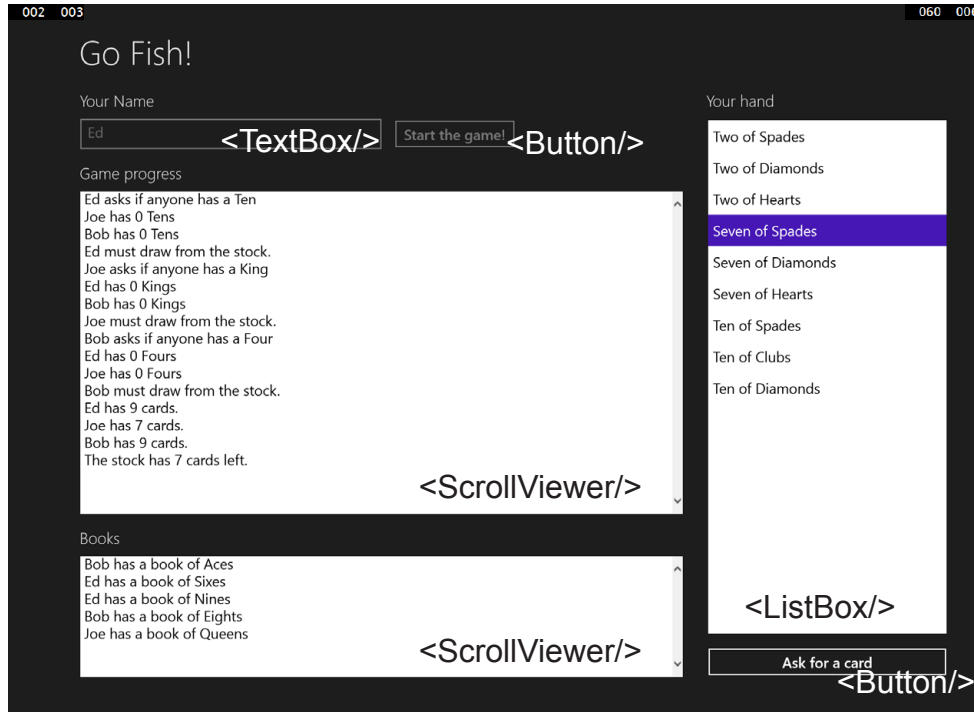 002 003 060 006
Go Fish!
Your Name
Ed <TextBox/> Start the game! <Button/>
Game progress
Ed asks if anyone has a Ten
Joe has 0 Tens
Bob has 0 Tens
Ed must draw from the stock.
Joe asks if anyone has a King
Ed has 0 Kings
Bob has 0 Kings
Joe must draw from the stock.
Bob asks if anyone has a Four
Ed has 0 Fours
Joe has 0 Fours
Bob must draw from the stock.
Ed has 9 cards.
Joe has 7 cards.
Bob has 9 cards.
The stock has 7 cards left.
<ScrollViewer/>
Books
Bob has a book of Aces
Ed has a book of Sixes
Ed has a book of Nines
Bob has a book of Eights
Joe has a book of Queens
<ScrollViewer/>
Your hand
Two of Spades
Two of Diamonds
Two of Hearts
Seven of Spades
Seven of Diamonds
Seven of Hearts
Ten of Spades
Ten of Clubs
Ten of Diamonds
<ListBox/>
Ask for a card
<Button/>